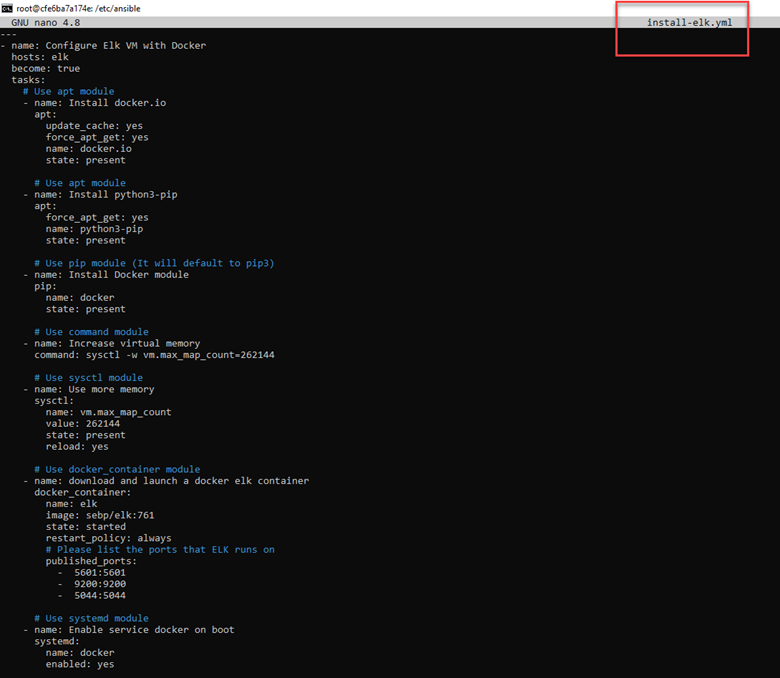 root@cfe6ba7a174e: /etc/ansible
GNU nano 4.8 install-elk.yml
---
- name: Configure Elk VM with Docker
  hosts: elk
  become: true
  tasks:
    # Use apt module
    - name: Install docker.io
      apt:
        update_cache: yes
        force_apt_get: yes
        name: docker.io
        state: present

      # Use apt module
    - name: Install python3-pip
      apt:
        force_apt_get: yes
        name: python3-pip
        state: present

      # Use pip module (It will default to pip3)
    - name: Install Docker module
      pip:
        name: docker
        state: present

      # Use command module
    - name: Increase virtual memory
      command: sysctl -w vm.max_map_count=262144

      # Use sysctl module
    - name: Use more memory
      sysctl:
        name: vm.max_map_count
        value: 262144
        state: present
        reload: yes

      # Use docker_container module
    - name: download and launch a docker elk container
      docker_container:
        name: elk
        image: sebp/elk:761
        state: started
        restart_policy: always
        # Please list the ports that ELK runs on
        published_ports:
          -  5601:5601
          -  9200:9200
          -  5044:5044

      # Use systemd module
    - name: Enable service docker on boot
      systemd:
        name: docker
        enabled: yes